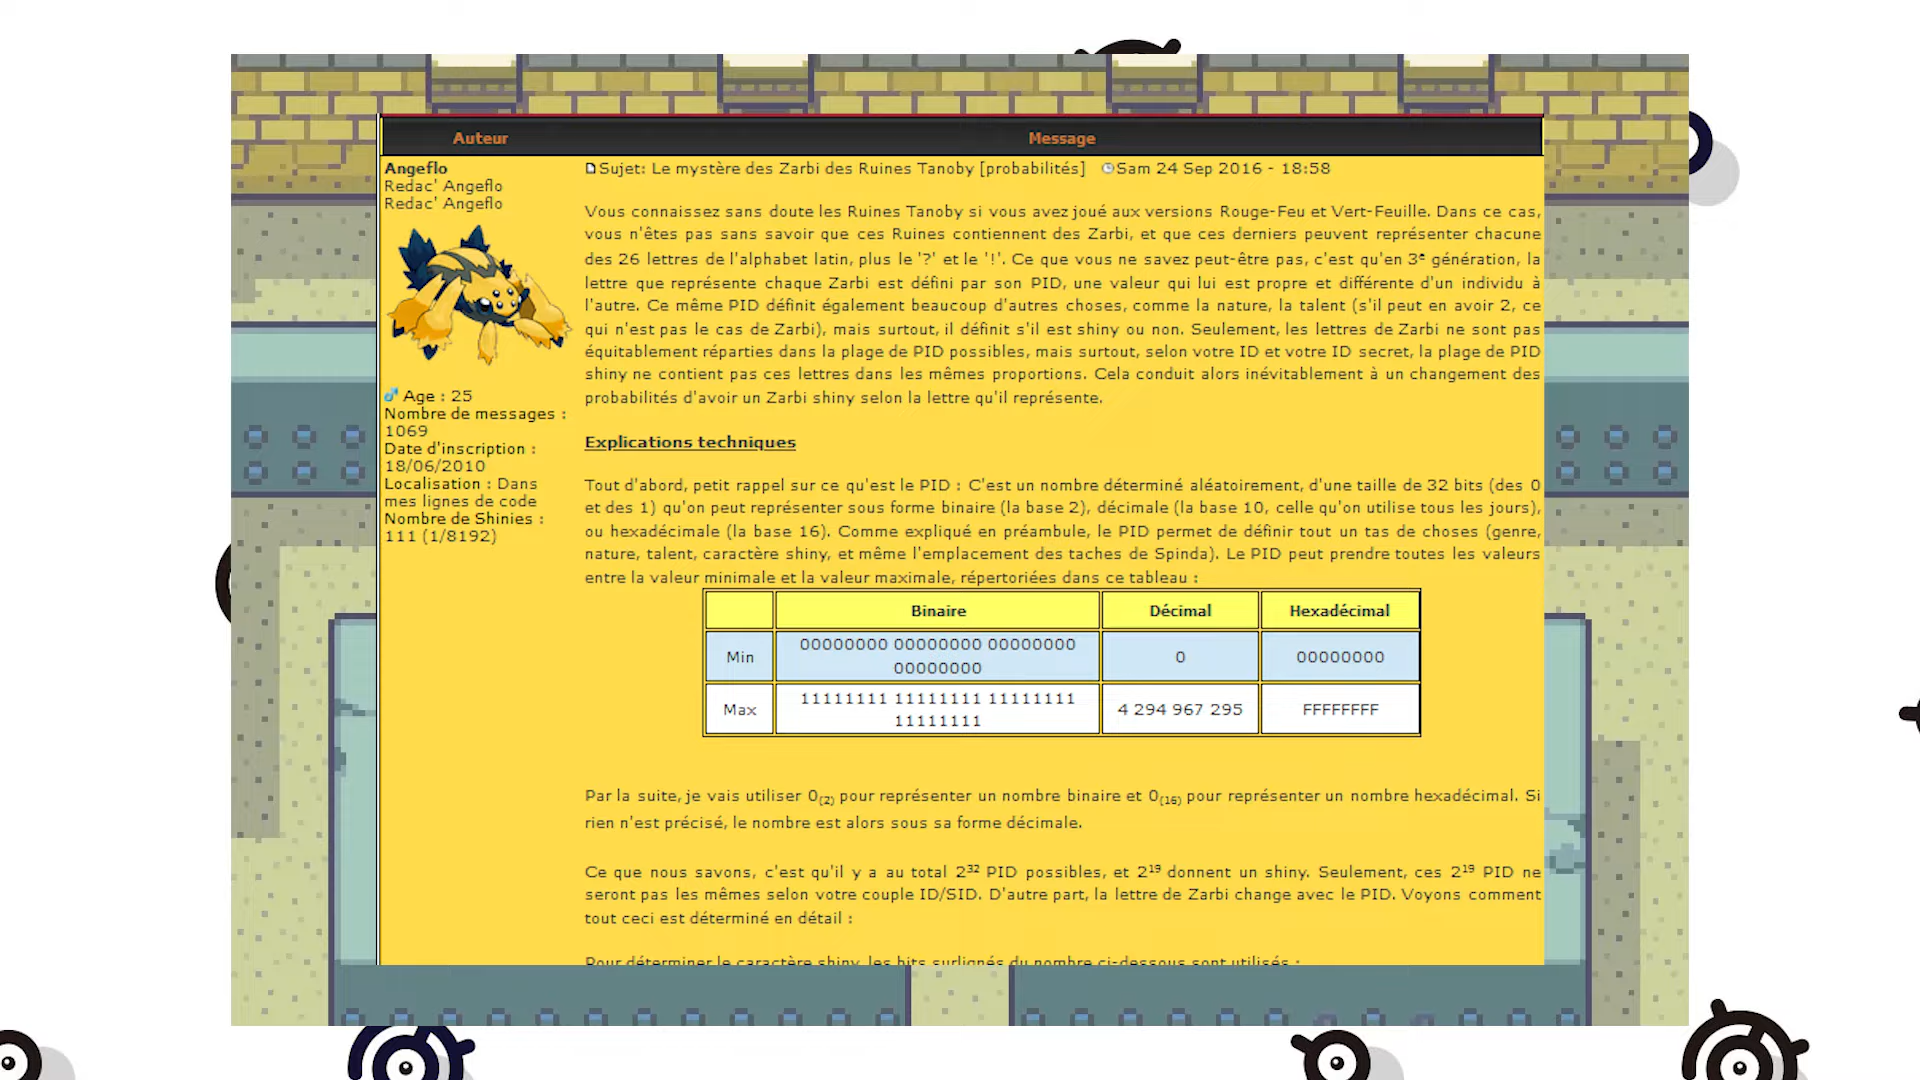 Auteur
Message
Angeflo
Redac' Angeflo
Redac' Angeflo
Age : 25
Nombre de messages :
1069
Date d'inscription :
18/06/2010
Localisation : Dans
mes lignes de code
Nombre de Shinies :
111 (1/8192)
Sujet: Le mystère des Zarbi des Ruines Tanoby [probabilités] Sam 24 Sep 2016 - 18:58
Vous connaissez sans doute les Ruines Tanoby si vous avez joué aux versions Rouge-Feu et Vert-Feuille. Dans ce cas,
vous n'êtes pas sans savoir que ces Ruines contiennent des Zarbi, et que ces derniers peuvent représenter chacune
des 26 lettres de l'alphabet latin, plus le '?' et le '!'. Ce que vous ne savez peut-être pas, c'est qu'en 3ᵉ génération, la
lettre que représente chaque Zarbi est défini par son PID, une valeur qui lui est propre et différente d'un individu à
l'autre. Ce même PID définit également beaucoup d'autres choses, comme la nature, la talent (s'il peut en avoir 2, ce
qui n'est pas le cas de Zarbi), mais surtout, il définit s'il est shiny ou non. Seulement, les lettres de Zarbi ne sont pas
équitablement réparties dans la plage de PID possibles, mais surtout, selon votre ID et votre ID secret, la plage de PID
shiny ne contient pas ces lettres dans les mêmes proportions. Cela conduit alors inévitablement à un changement des
probabilités d'avoir un Zarbi shiny selon la lettre qu'il représente.
Explications techniques
Tout d'abord, petit rappel sur ce qu'est le PID : C'est un nombre déterminé aléatoirement, d'une taille de 32 bits (des 0
et des 1) qu'on peut représenter sous forme binaire (la base 2), décimale (la base 10, celle qu'on utilise tous les jours),
ou hexadécimale (la base 16). Comme expliqué en préambule, le PID permet de définir tout un tas de choses (genre,
nature, talent, caractère shiny, et même l'emplacement des taches de Spinda). Le PID peut prendre toutes les valeurs
entre la valeur minimale et la valeur maximale, répertoriées dans ce tableau :
Binaire Décimal Hexadécimal
Min 00000000 00000000 00000000 0 00000000
00000000
Max 11111111 11111111 11111111 4 294 967 295 FFFFFFFF
11111111
Par la suite, je vais utiliser 0(2) pour représenter un nombre binaire et 0(16) pour représenter un nombre hexadécimal. Si
rien n'est précisé, le nombre est alors sous sa forme décimale.
Ce que nous savons, c'est qu'il y a au total 2³² PID possibles, et 2¹⁹ donnent un shiny. Seulement, ces 2¹⁹ PID ne
seront pas les mêmes selon votre couple ID/SID. D'autre part, la lettre de Zarbi change avec le PID. Voyons comment
tout ceci est déterminé en détail :
Pour déterminer le caractère shiny, les bits surlignés du nombre ci-dessous sont utilisés :